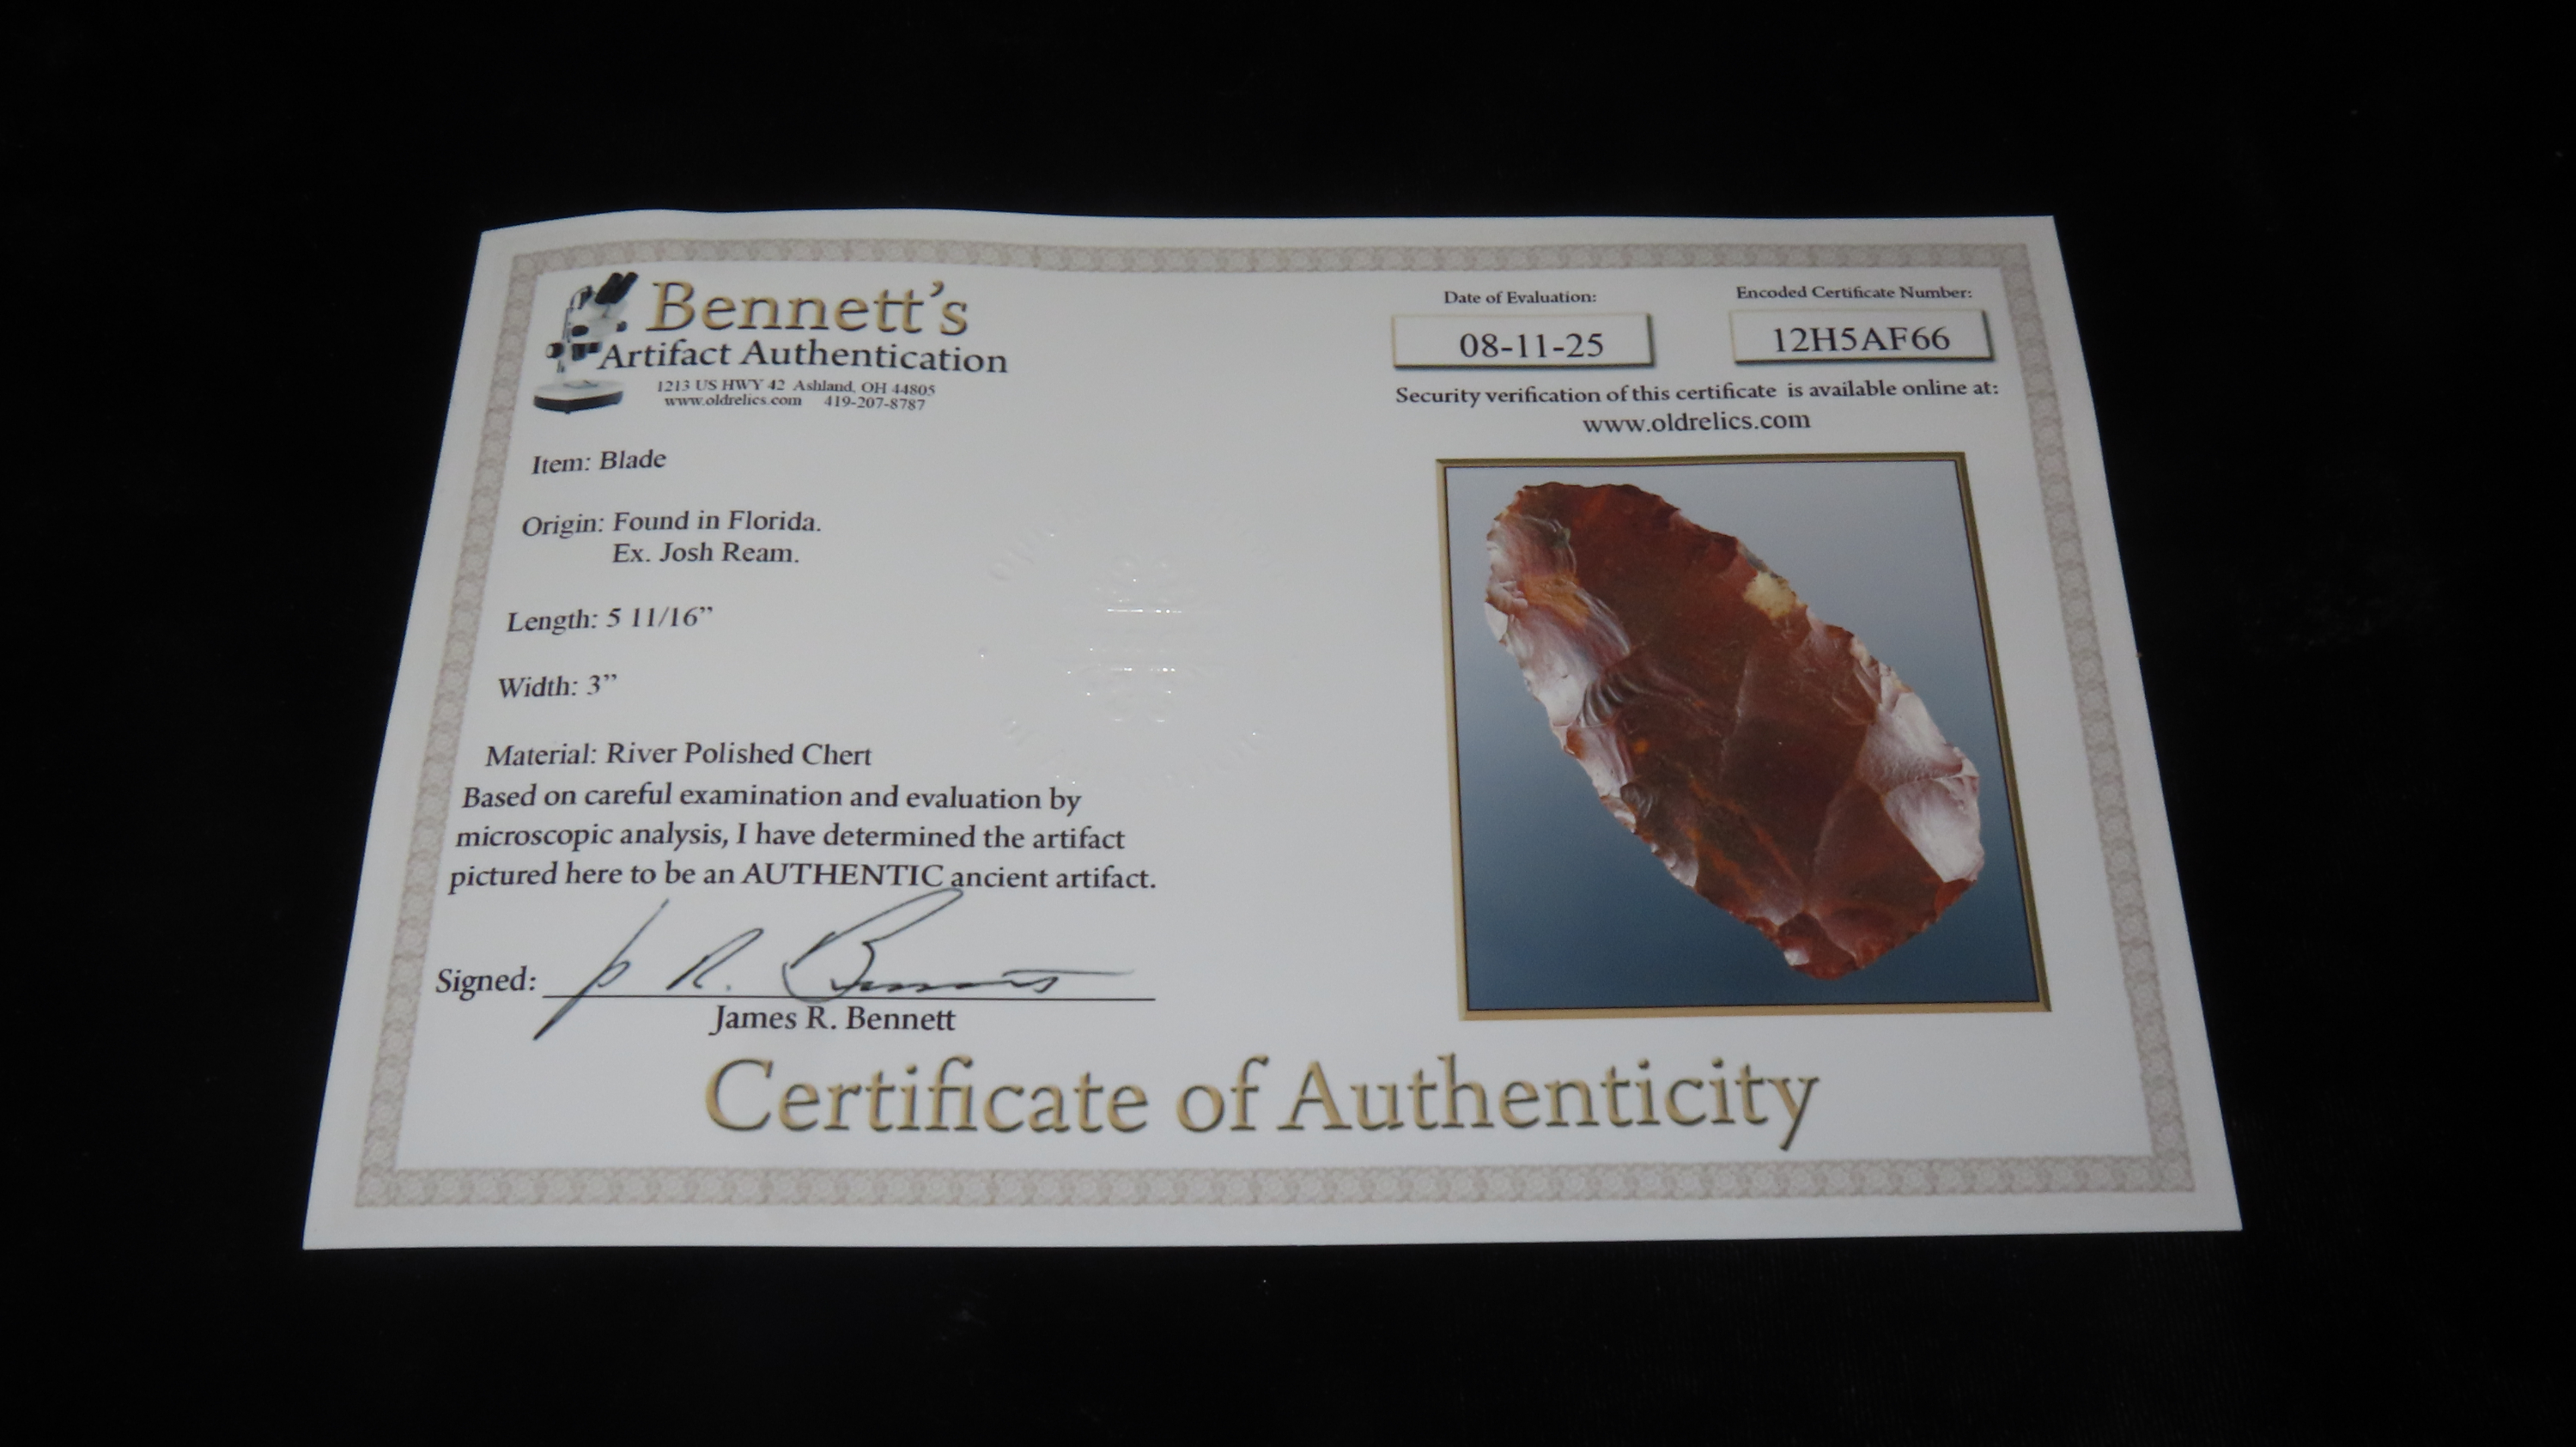 Bennett's
Artifact Authentication
1213 US HWY 42 Ashland, OH 44805
www.oldrelics.com 419-207-8787
Date of Evaluation:
08-11-25
Encoded Certificate Number:
12H5AF66
Security verification of this certificate is available online at:
www.oldrelics.com
Item: Blade
Origin: Found in Florida.
Ex. Josh Ream.
Length: 5 11/16”
Width: 3”
Material: River Polished Chert
Based on careful examination and evaluation by
microscopic analysis, I have determined the artifact
pictured here to be an AUTHENTIC ancient artifact.
Signed: J R. Bennett
James R. Bennett
Certificate of Authenticity